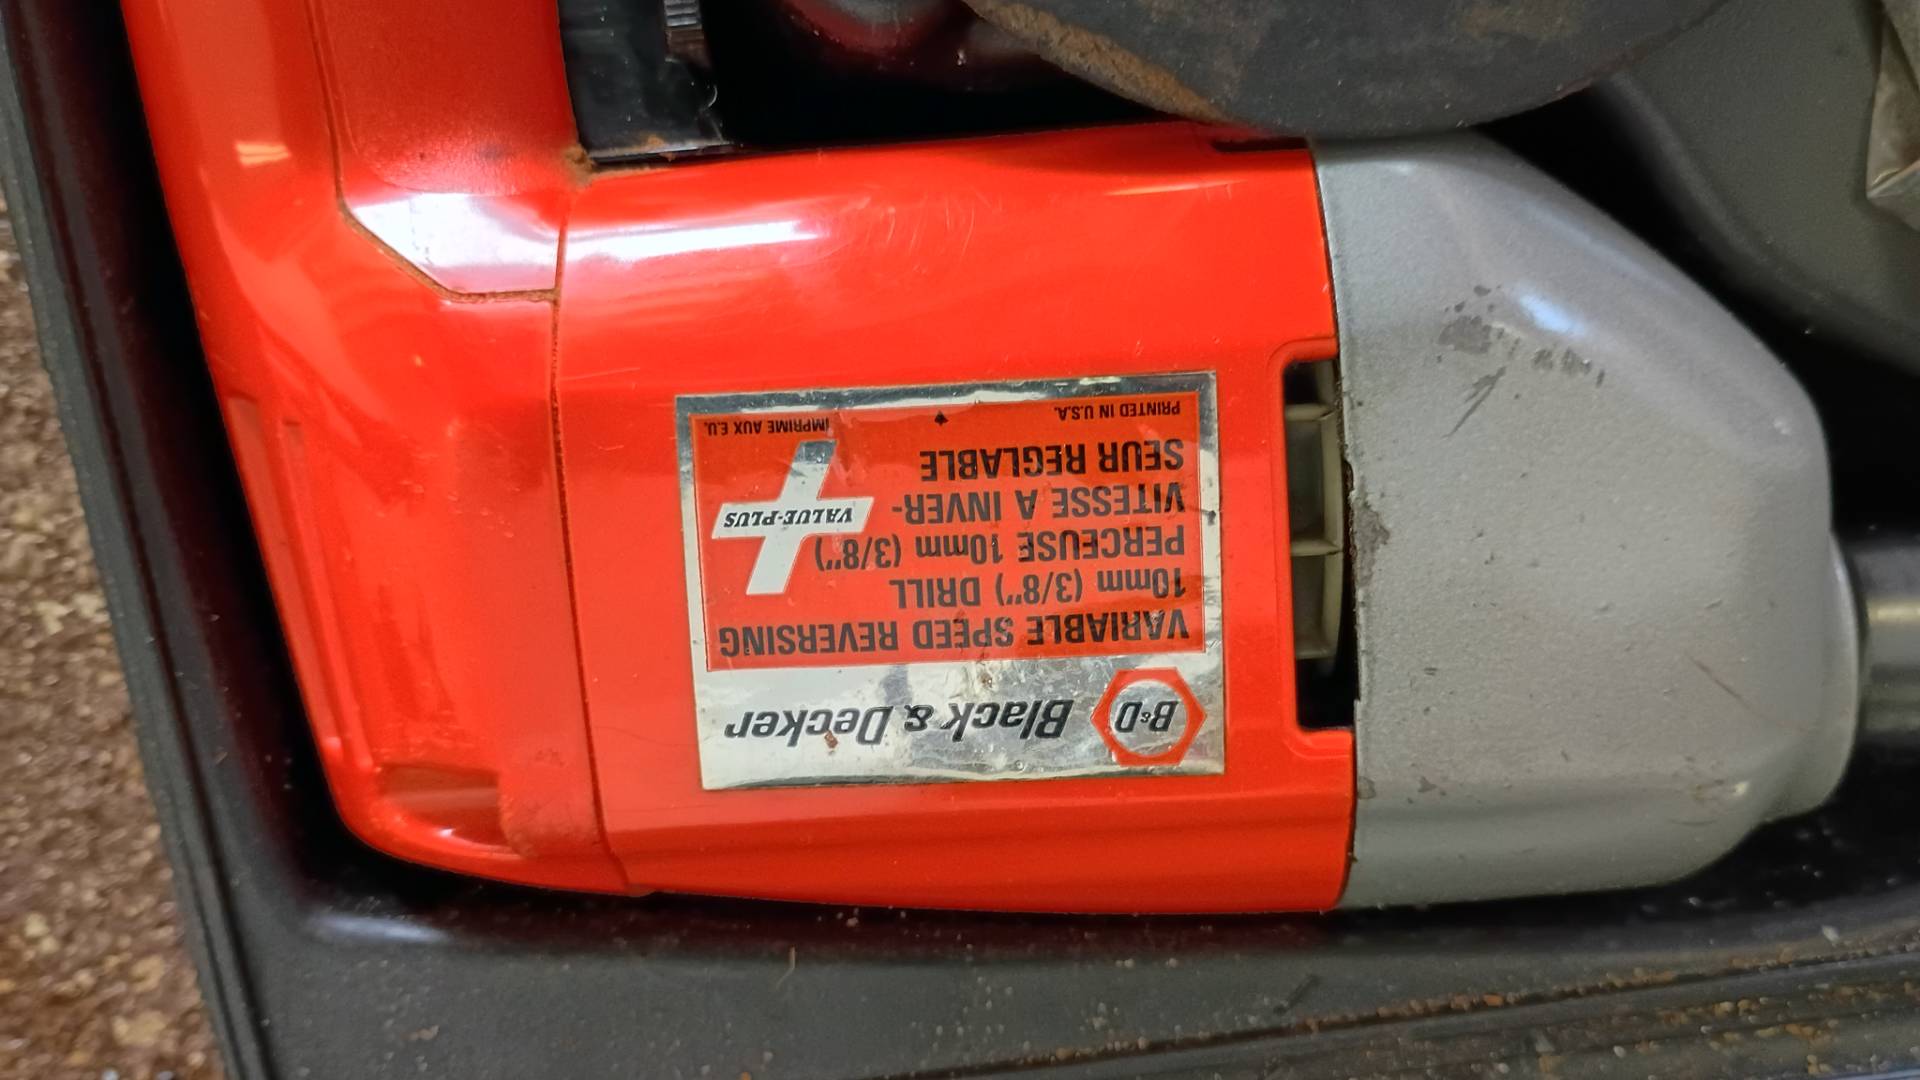 B&D Black & Decker
VARIABLE SPEED REVERSING
10mm (3/8") DRILL
PERCEUSE 10mm (3/8")
VITESSE A INVER-
SEUR REGLABLE
VALUE-PLUS
PRINTED IN U.S.A.
IMPRIME AUX E.U.